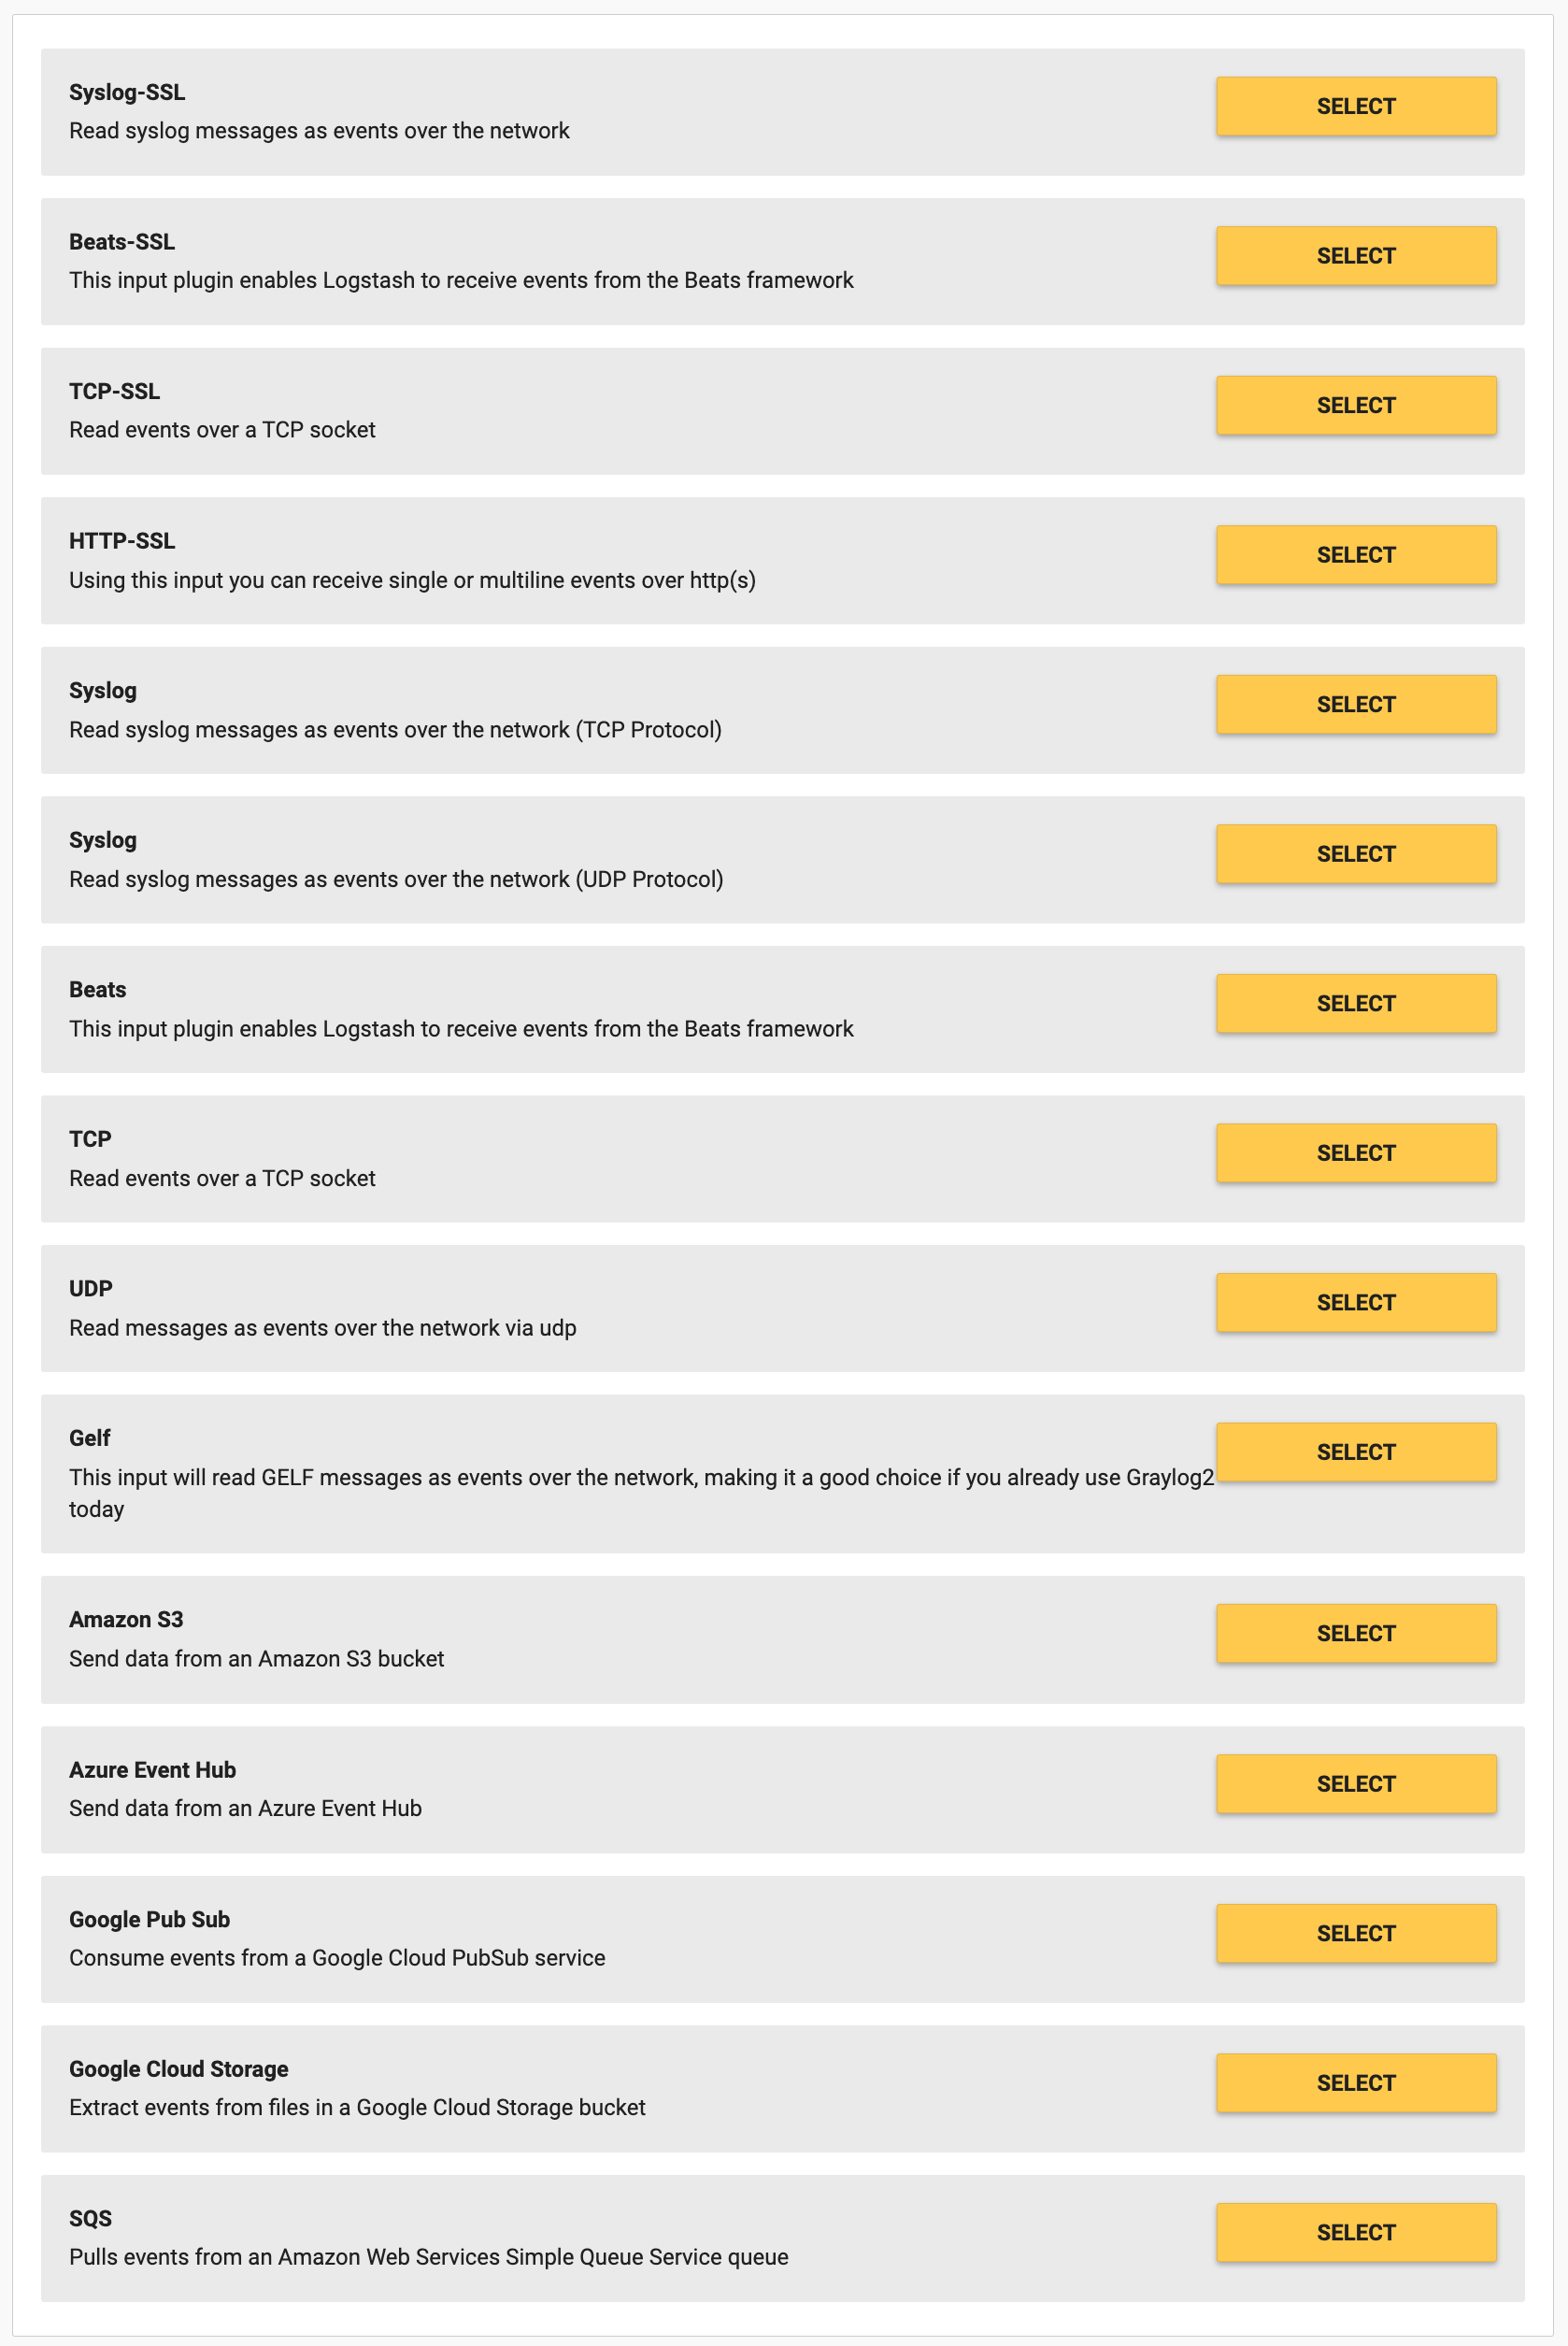 Syslog-SSL
SELECT
Read syslog messages as events over the network
Beats-SSL
SELECT
This input plugin enables Logstash to receive events from the Beats framework
TCP-SSL
SELECT
Read events over a TCP socket
HTTP-SSL
SELECT
Using this input you can receive single or multiline events over http(s)
Syslog
SELECT
Read syslog messages as events over the network (TCP Protocol)
Syslog
SELECT
Read syslog messages as events over the network (UDP Protocol)
Beats
SELECT
This input plugin enables Logstash to receive events from the Beats framework
TCP
SELECT
Read events over a TCP socket
UDP
SELECT
Read messages as events over the network via udp
Gelf
SELECT
This input will read GELF messages as events over the network, making it a good choice if you already use Graylog2
today
Amazon S3
SELECT
Send data from an Amazon S3 bucket
Azure Event Hub
SELECT
Send data from an Azure Event Hub
Google Pub Sub
SELECT
Consume events from a Google Cloud PubSub service
Google Cloud Storage
SELECT
Extract events from files in a Google Cloud Storage bucket
SQS
SELECT
Pulls events from an Amazon Web Services Simple Queue Service queue